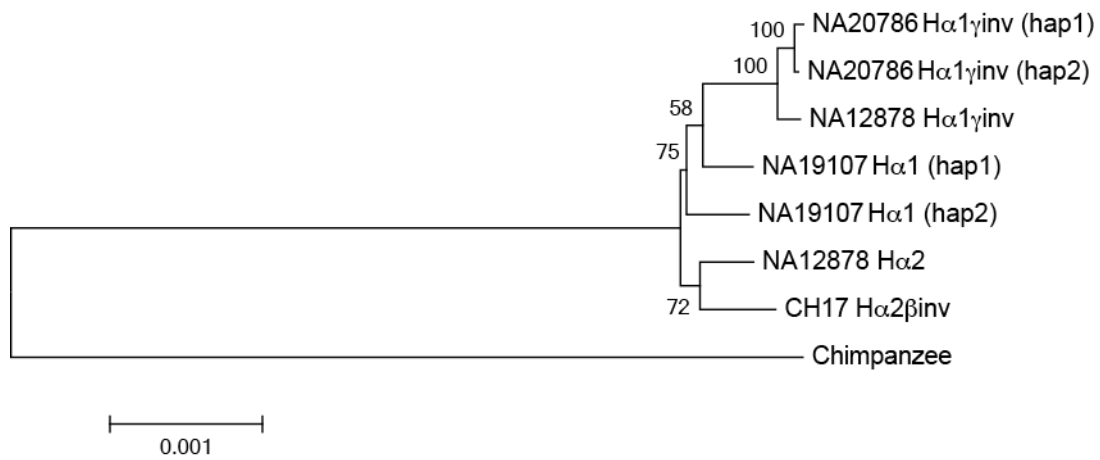 100 NA20786 Hα1γinv (hap1)
100 NA20786 Hα1γinv (hap2)
58 NA12878 Hα1γinv
75 NA19107 Hα1 (hap1)
NA19107 Hα1 (hap2)
NA12878 Hα2
72 CH17 Hα2βinv
Chimpanzee
0.001